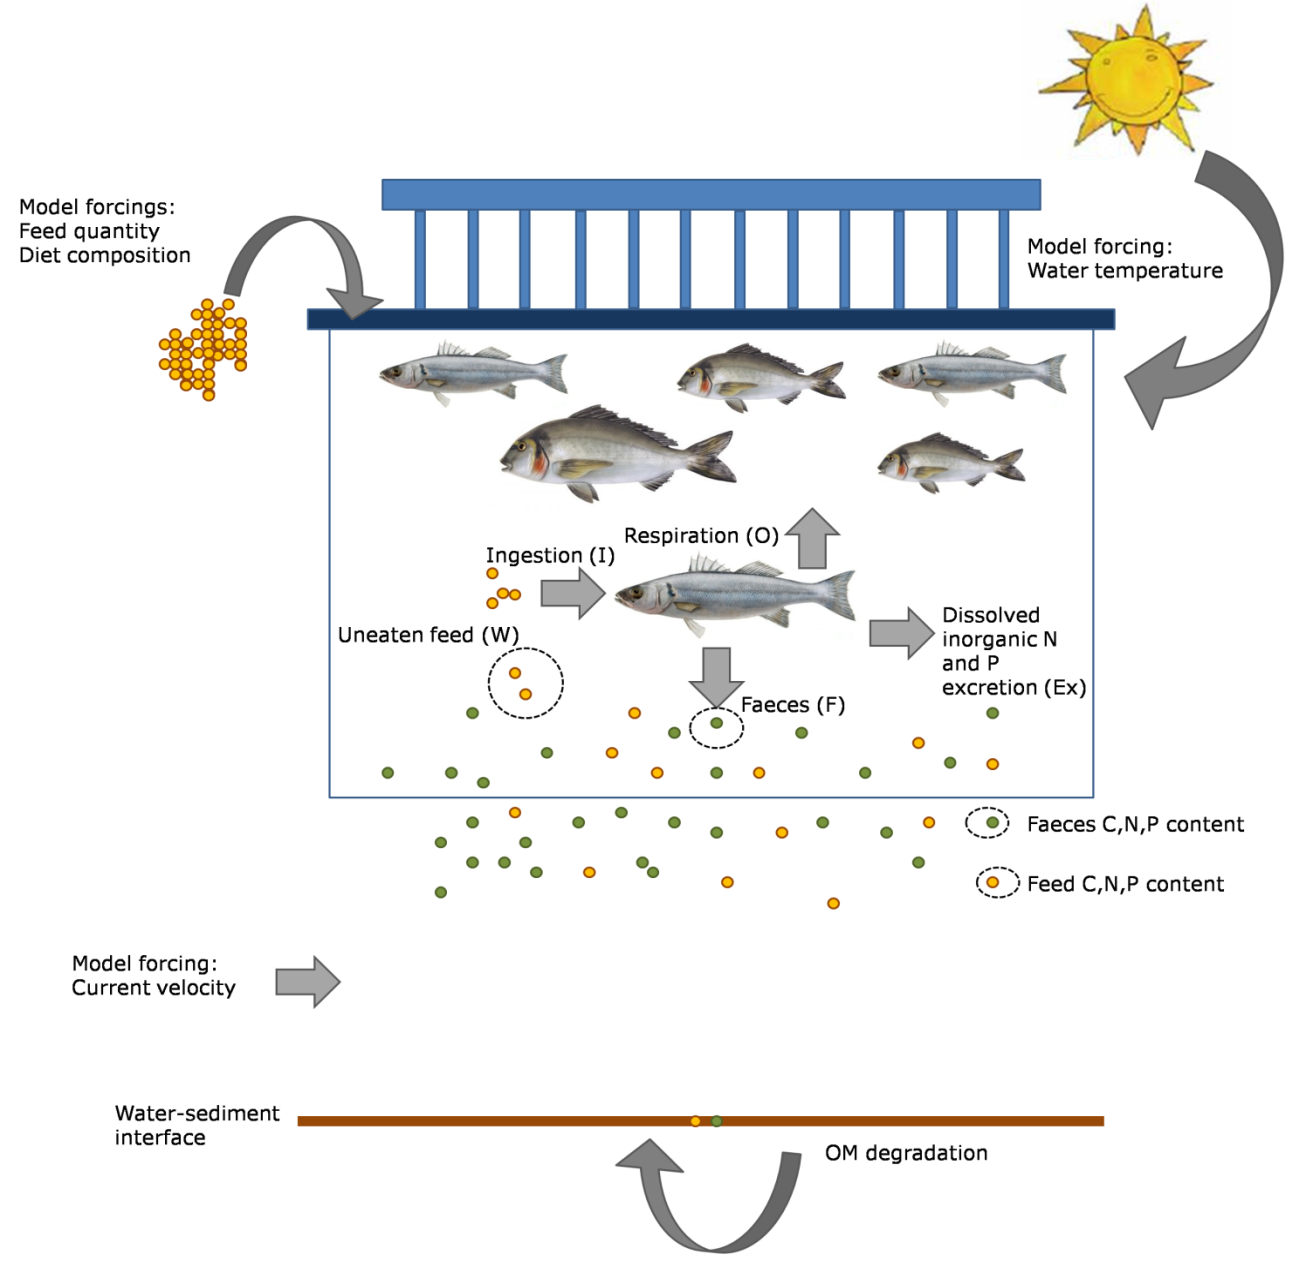 Model forcings:
Feed quantity
Diet composition
Model forcing:
Water temperature
Respiration (O)
Ingestion (I)
Dissolved
inorganic N
and P
excretion (Ex)
Uneaten feed (W)
Faeces (F)
Faeces C,N,P content
Feed C,N,P content
Model forcing:
Current velocity
Water-sediment
interface
OM degradation